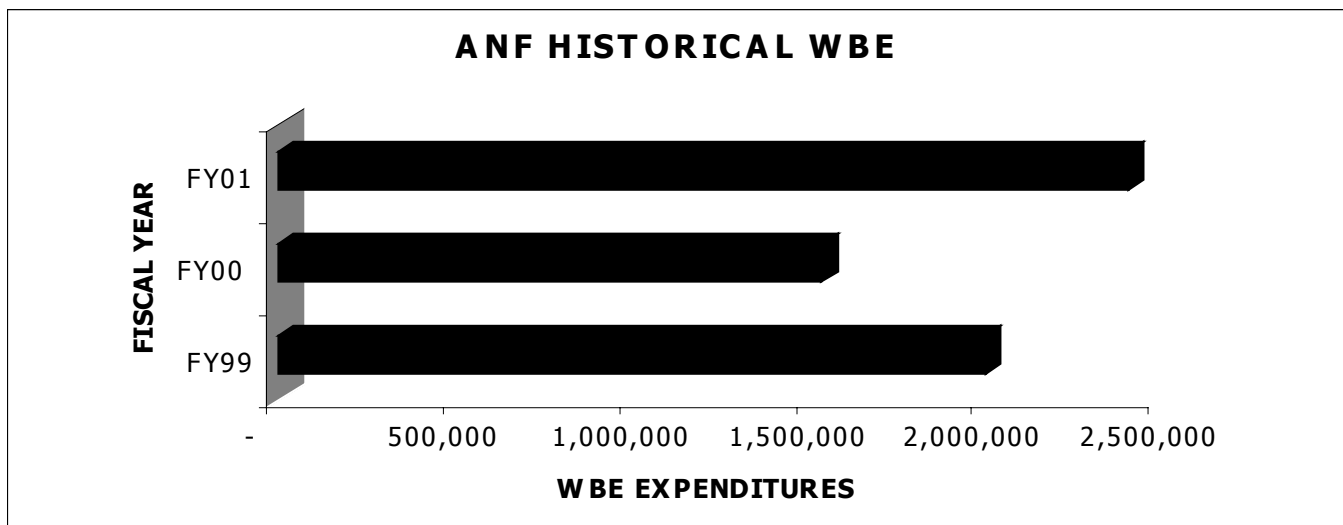 ANF HISTORICAL WBE
FISCAL YEAR
FY01
FY00
FY99
- 500,000 1,000,000 1,500,000 2,000,000 2,500,000
WBE EXPENDITURES